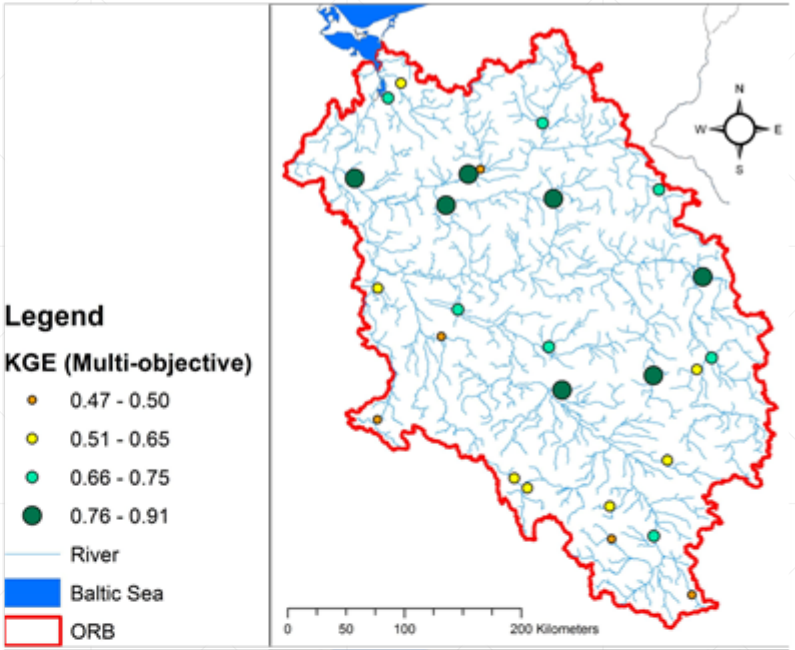 N
W E
S
Legend
KGE (Multi-objective)
0.47 - 0.50
0.51 - 0.65
0.66 - 0.75
0.76 - 0.91
River
Baltic Sea
ORB
0 50 100 200 Kilometers